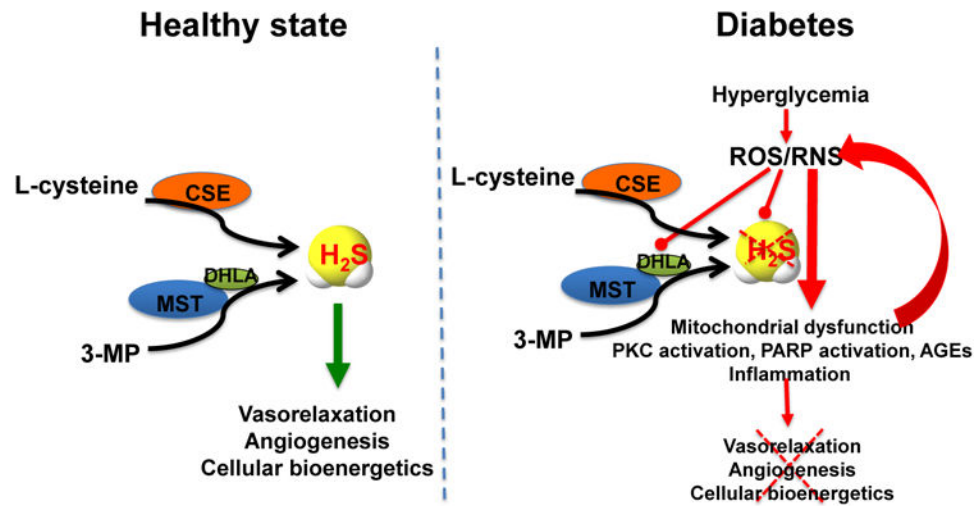 Healthy state
L-cysteine
CSE
H2S
DHLA
MST
3-MP
Vasorelaxation
Angiogenesis
Cellular bioenergetics
Diabetes
Hyperglycemia
ROS/RNS
L-cysteine
CSE
H2S
DHLA
MST
3-MP
Mitochondrial dysfunction
PKC activation, PARP activation, AGEs
Inflammation
Vasorelaxation
Angiogenesis
Cellular bioenergetics